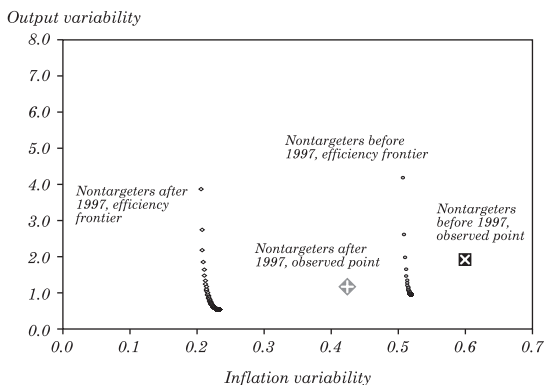 Output variability
8.0
7.0
6.0
5.0
4.0
3.0
2.0
1.0
0.0
Nontargeters before
1997, efficiency frontier
Nontargeters after
1997, efficiency
frontier
Nontargeters
before 1997,
observed point
Nontargeters after
1997, observed point
0.0 0.1 0.2 0.3 0.4 0.5 0.6 0.7
Inflation variability